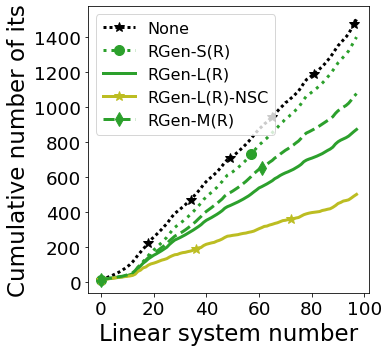 Cumulative number of its
1400
1200
1000
800
600
400
200
0
None
RGen-S(R)
RGen-L(R)
RGen-L(R)-NSC
RGen-M(R)
0 20 40 60 80 100
Linear system number